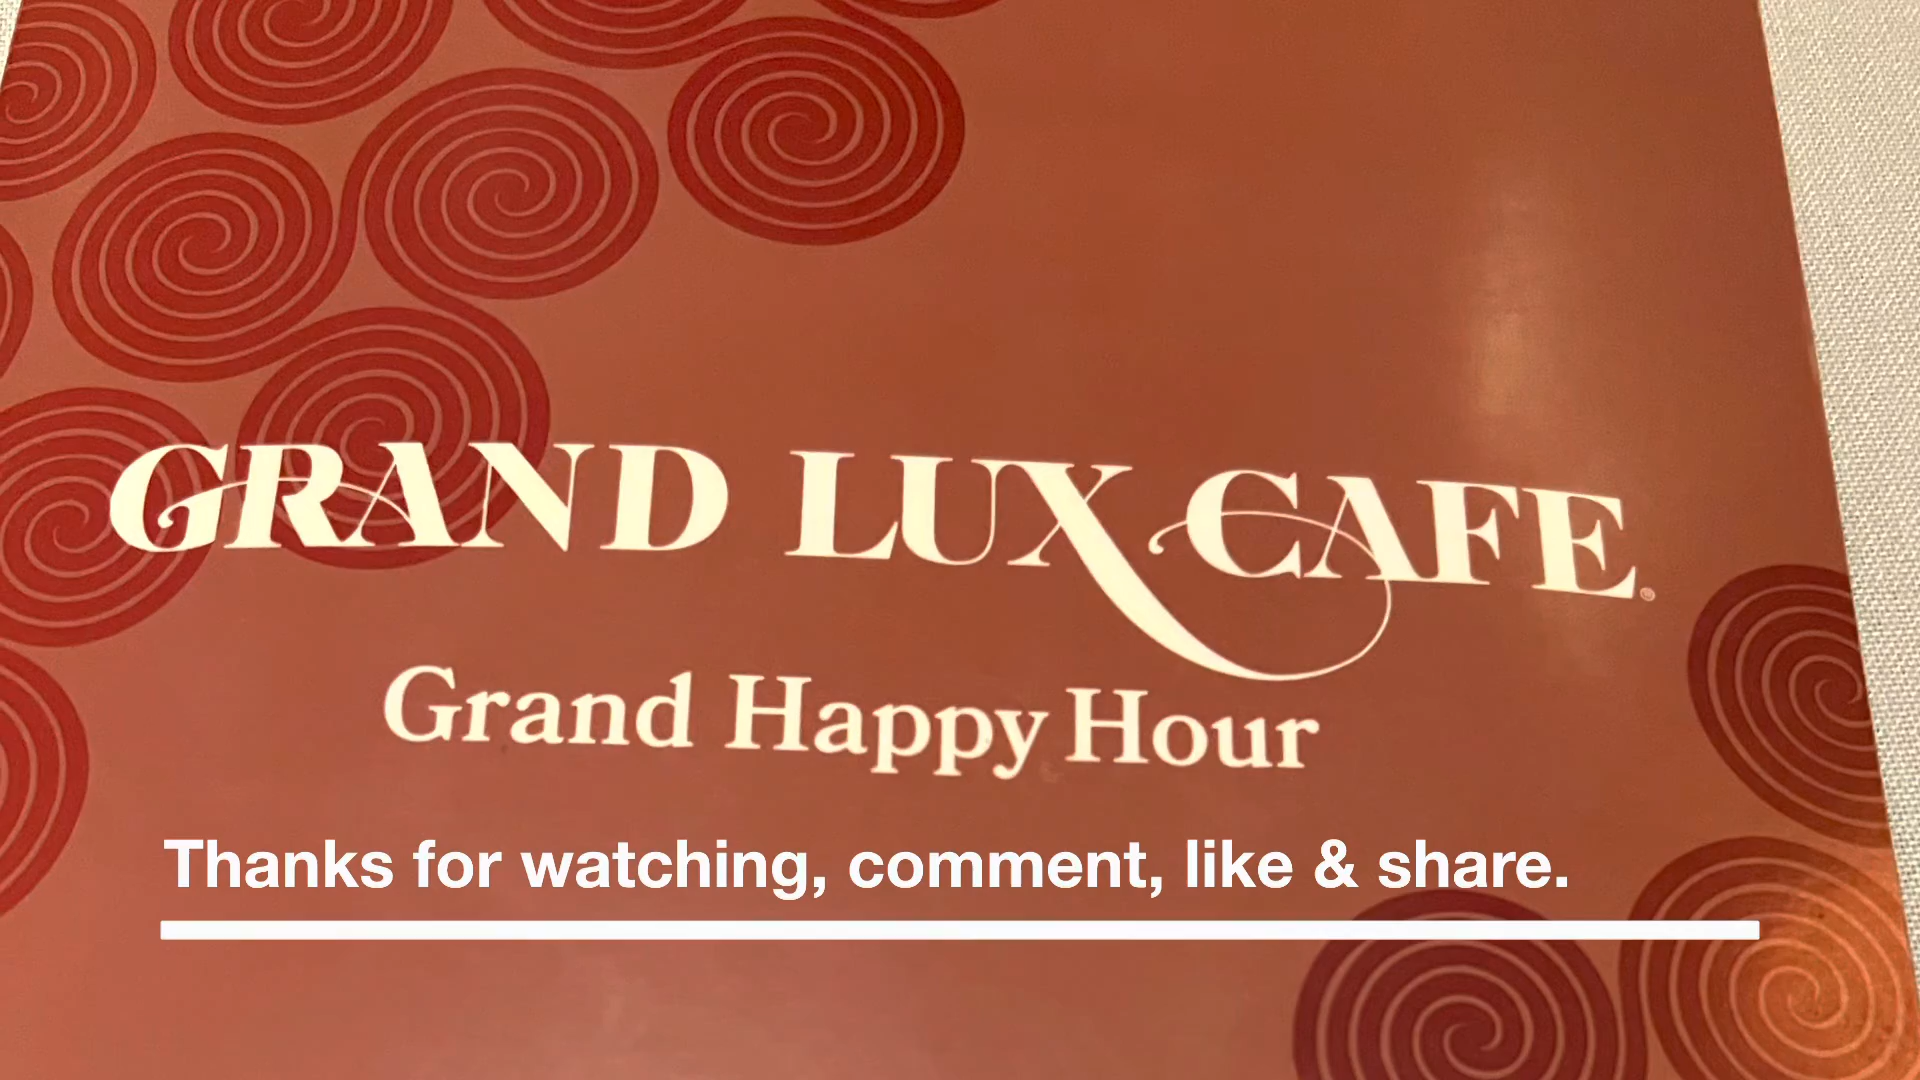 GRAND LUX CAFE®
Grand Happy Hour
Thanks for watching, comment, like & share.